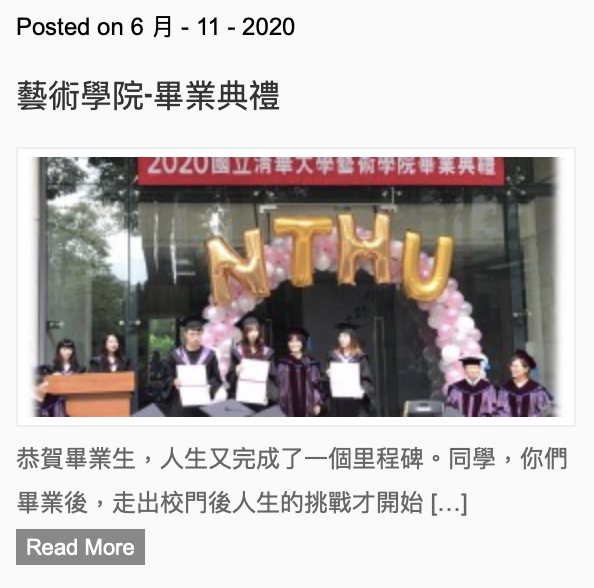 Posted on 6 月 - 11 - 2020
藝術學院-畢業典禮
2020國立清華大學藝術學院畢業典禮
NTHU
恭賀畢業生，人生又完成了一個里程碑。同學，你們
畢業後，走出校門後人生的挑戰才開始 [...]
Read More